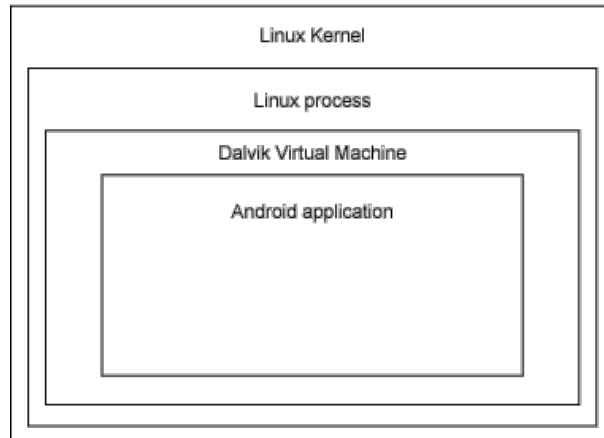 Linux Kernel
Linux process
Dalvik Virtual Machine
Android application